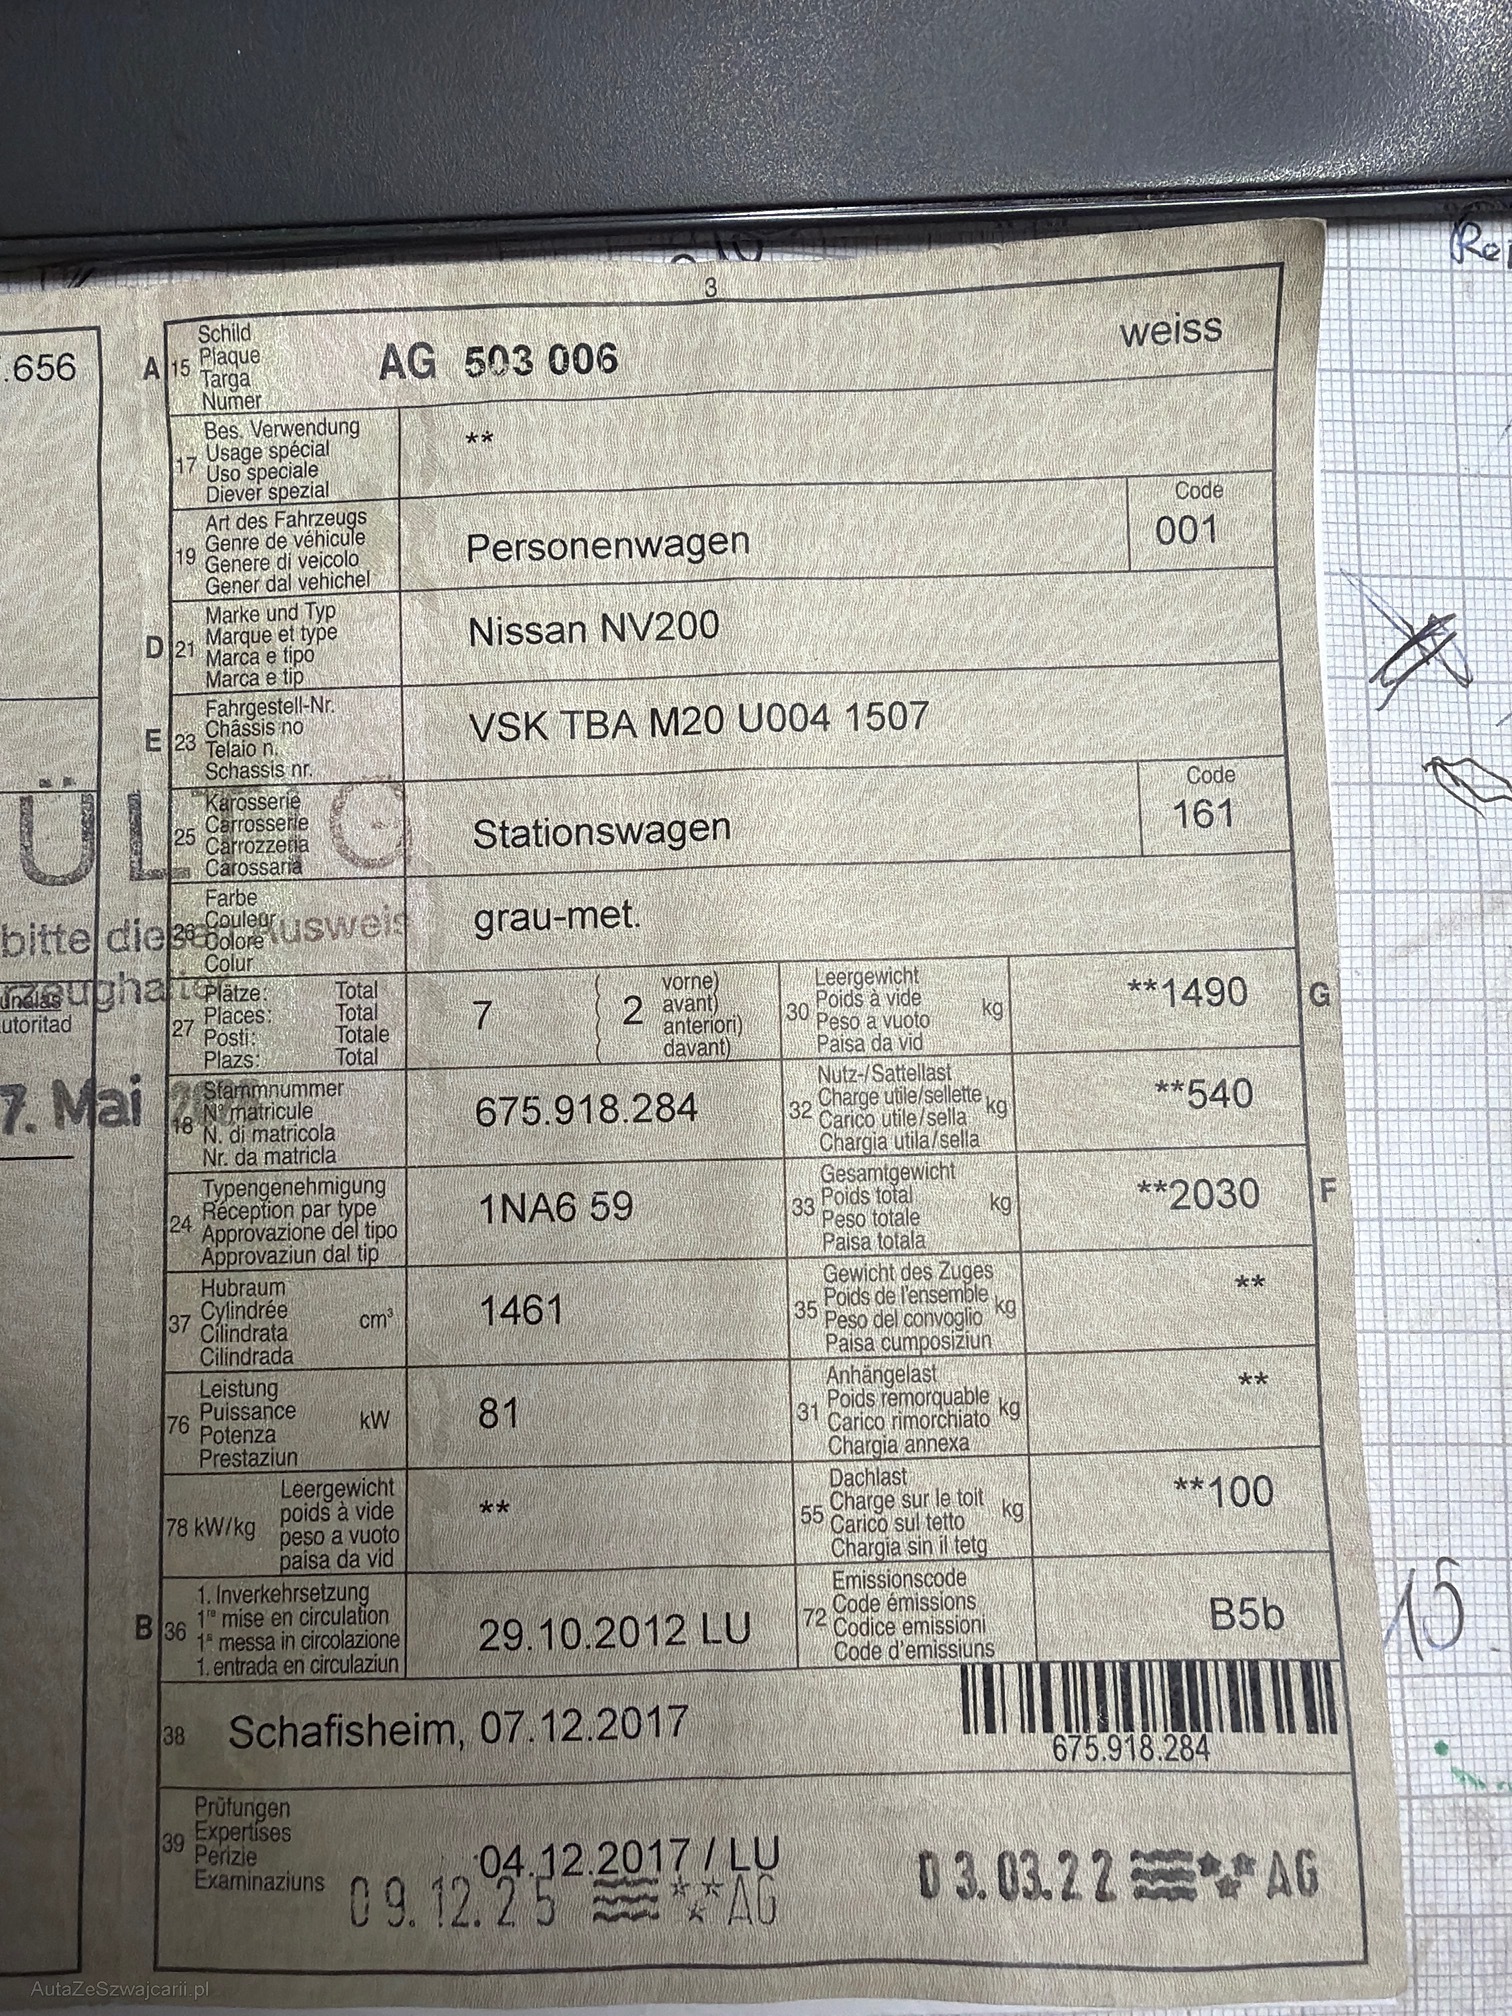 3
.656
A 15 Schild
Plaque
Targa
Numer
AG 503 006 weiss
17 Bes. Verwendung
Usage spécial
Uso speciale
Diever spezial
**
19 Art des Fahrzeugs
Genre de véhicule
Genere di veicolo
Gener dal vehichel
Personenwagen
Code
001
D 21 Marke und Typ
Marque et type
Marca e tipo
Marca e tip
Nissan NV200
E 23 Fahrgestell-Nr.
Châssis no
Telaio n.
Schassis nr.
VSK TBA M20 U004 1507
25 Karosserie
Carrosserie
Carrozzeria
Carossaria
Stationswagen
Code
161
26 Farbe
Couleur
Colore
Colur
grau-met.
bitte diesen Ausweis
utoritad
7. Mai
27 Plätze: Total
Places: Total
Posti: Totale
Plazs: Total
7
2 vorne)
avant)
anteriori)
davant)
30 Leergewicht
Poids à vide
Peso a vuoto
Paisa da vid
kg
**1490 G
18 Stammnummer
N° matricule
N. di matricola
Nr. da matricla
675.918.284
32 Nutz-/Sattellast
Charge utile/sellette
Carico utile/sella
Chargia utila/sella
kg
**540
24 Typengenehmigung
Réception par type
Approvazione del tipo
Approvaziun dal tip
1NA6 59
33 Gesamtgewicht
Poids total
Peso totale
Paisa totala
kg
**2030 F
37 Hubraum
Cylindrée
Cilindrata
Cilindrada
cm³
1461
35 Gewicht des Zuges
Poids de l'ensemble
Peso del convoglio
Paisa cumposiziun
kg
**
76 Leistung
Puissance
Potenza
Prestaziun
kW
81
31 Anhängelast
Poids remorquable
Carico rimorchiato
Chargia annexa
kg
**
78 kW/kg Leergewicht
poids à vide
peso a vuoto
paisa da vid
**
55 Dachlast
Charge sur le toit
Carico sul tetto
Chargia sin il tetg
kg
**100
B 36 1. Inverkehrsetzung
1re mise en circulation
1a messa in circolazione
1. entrada en circulaziun
29.10.2012 LU
72 Emissionscode
Code émissions
Codice emissioni
Code d'emissiuns
B5b
15
38 Schafisheim, 07.12.2017
675.918.284
39 Prüfungen
Expertises
Perizie
Examinaziuns
04.12.2017 / LU
09.12.25 AG
03.03.22 AG
AutaZeSzwajcarii.pl